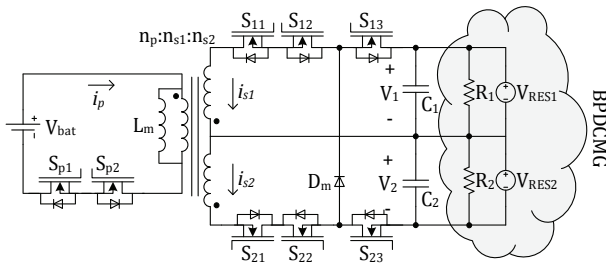 S11 S12 S13
np:ns1:ns2
ip
is1
Lm
Vbat
+
-
V1
C1
R1
VRES1
Sp1 Sp2
is2
Dm
V2
C2
R2
VRES2
S21 S22 S23
BPDCMG